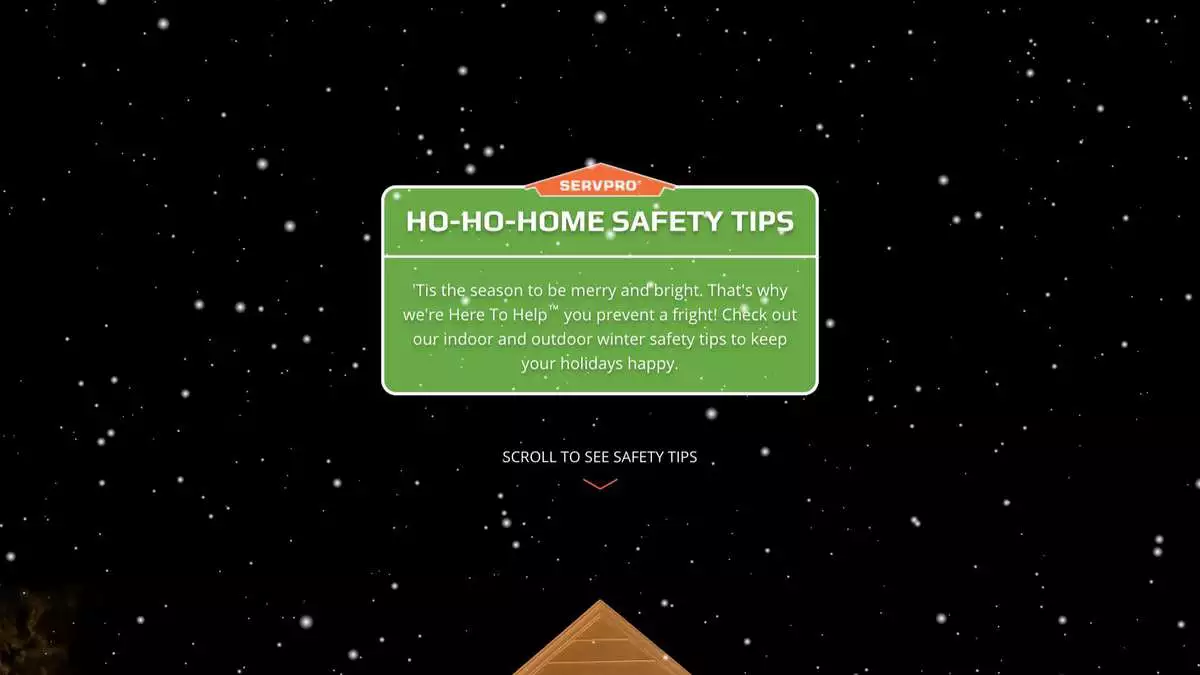 SERVPRO®
HO-HO-HOME SAFETY TIPS
'Tis the season to be merry and bright. That's why
we're Here To Help™ you prevent a fright! Check out
our indoor and outdoor winter safety tips to keep
your holidays happy.
SCROLL TO SEE SAFETY TIPS